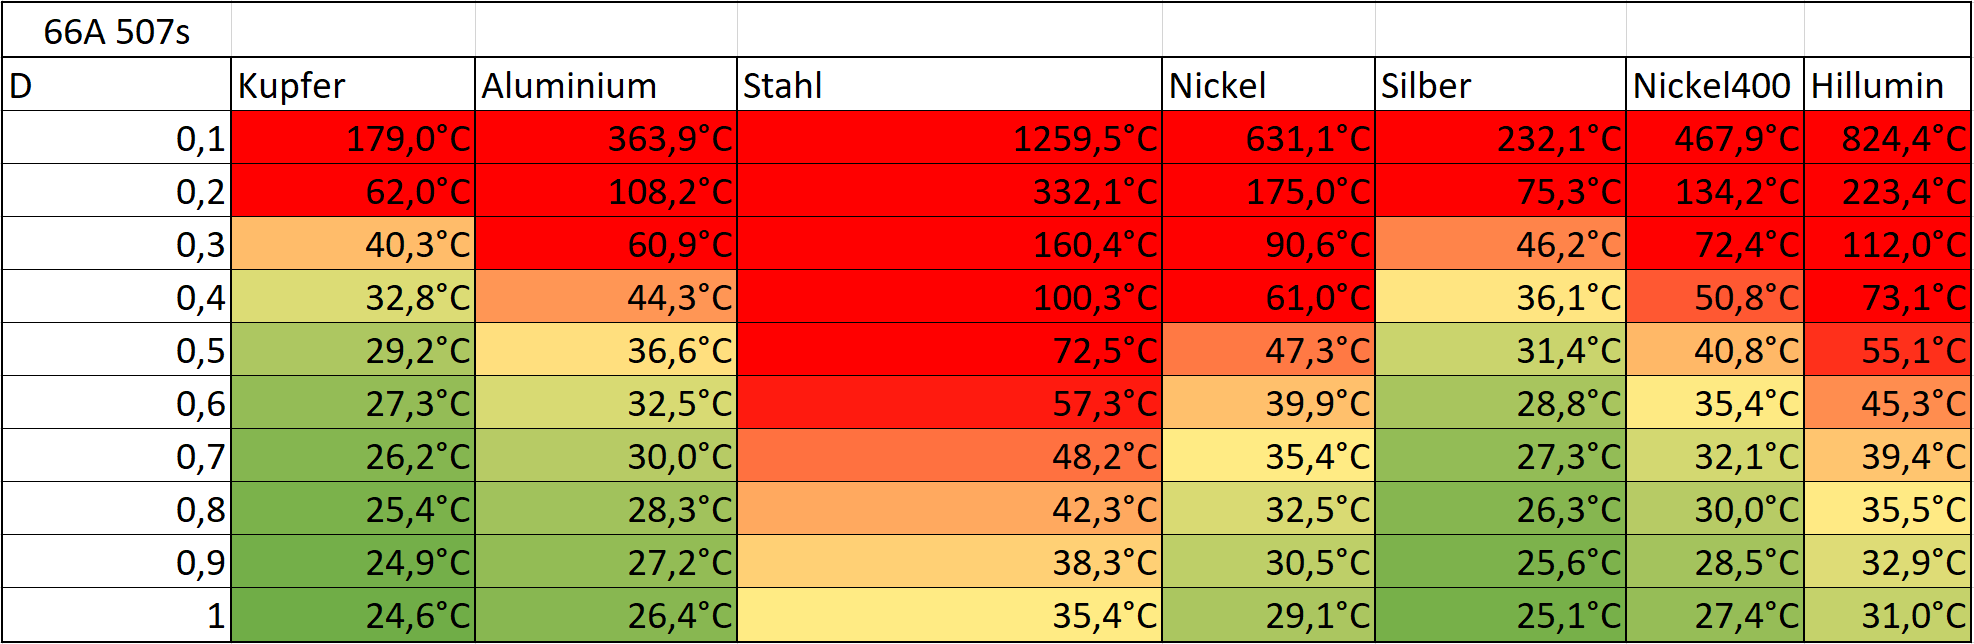 66A 507s
D Kupfer Aluminium Stahl Nickel Silber Nickel400 Hillumin
0,1 179,0°C 363,9°C 1259,5°C 631,1°C 232,1°C 467,9°C 824,4°C
0,2 62,0°C 108,2°C 332,1°C 175,0°C 75,3°C 134,2°C 223,4°C
0,3 40,3°C 60,9°C 160,4°C 90,6°C 46,2°C 72,4°C 112,0°C
0,4 32,8°C 44,3°C 100,3°C 61,0°C 36,1°C 50,8°C 73,1°C
0,5 29,2°C 36,6°C 72,5°C 47,3°C 31,4°C 40,8°C 55,1°C
0,6 27,3°C 32,5°C 57,3°C 39,9°C 28,8°C 35,4°C 45,3°C
0,7 26,2°C 30,0°C 48,2°C 35,4°C 27,3°C 32,1°C 39,4°C
0,8 25,4°C 28,3°C 42,3°C 32,5°C 26,3°C 30,0°C 35,5°C
0,9 24,9°C 27,2°C 38,3°C 30,5°C 25,6°C 28,5°C 32,9°C
1 24,6°C 26,4°C 35,4°C 29,1°C 25,1°C 27,4°C 31,0°C